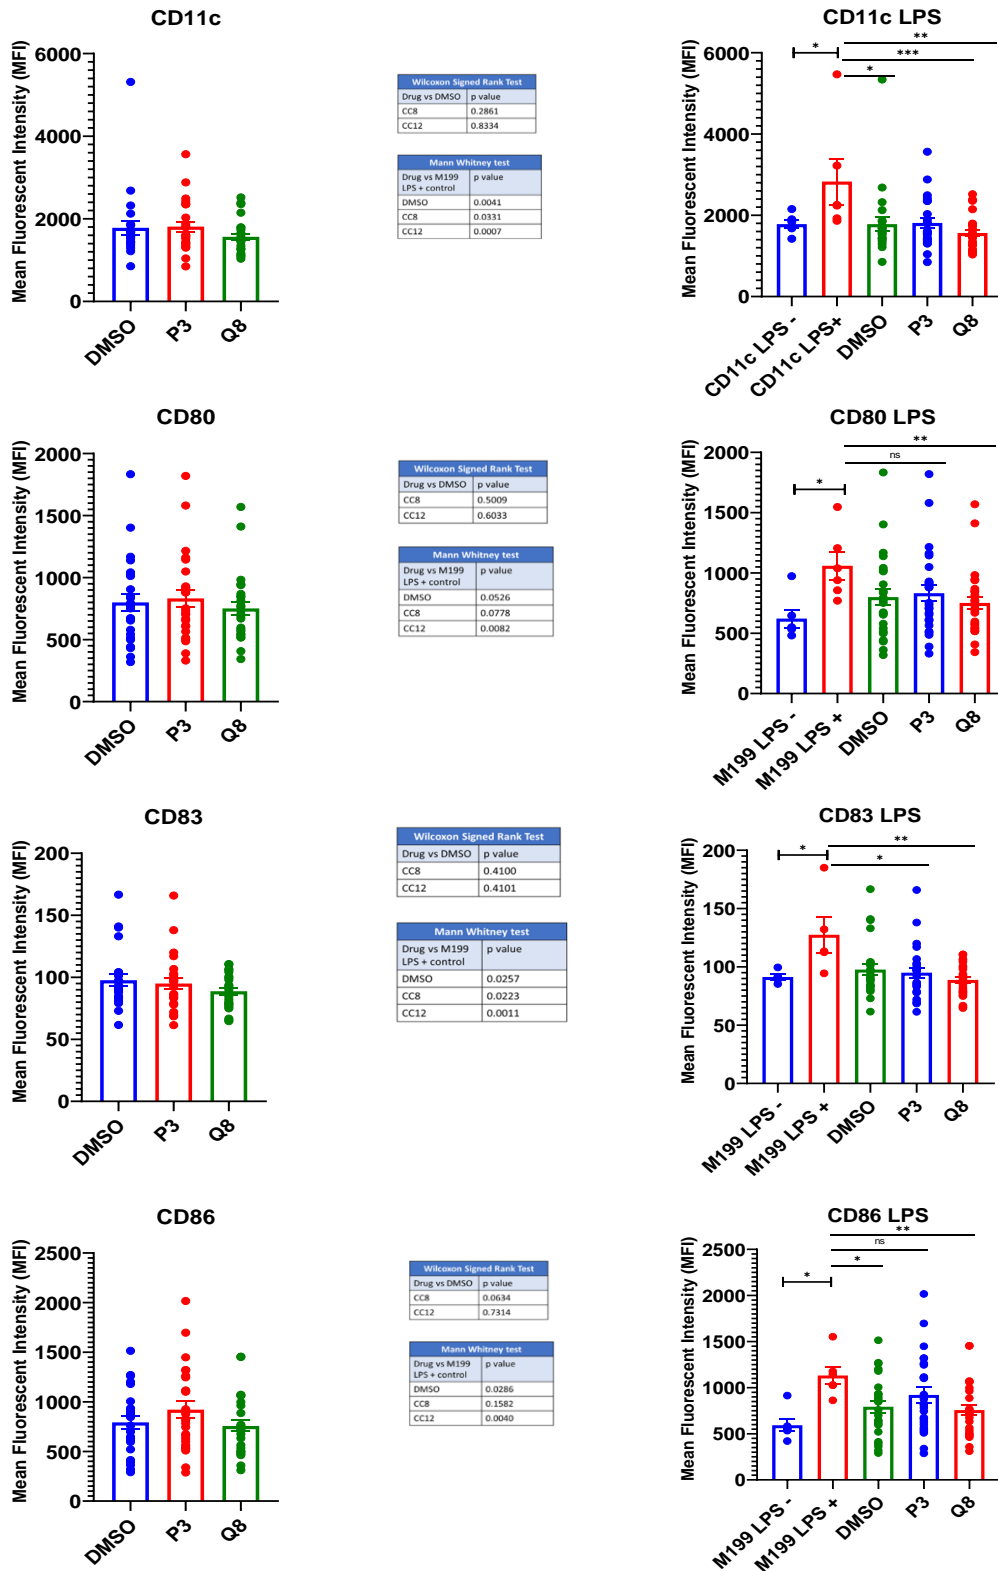 CD11c
Mean Fluorescent Intensity (MFI)
6000
4000
2000
0
DMSO
P3
Q8
Wilcoxon Signed Rank Test
Drug vs DMSO p value
CC8 0.2861
CC12 0.8334
Mann Whitney test
Drug vs M199 p value
LPS + control
DMSO 0.0041
CC8 0.0331
CC12 0.0007
CD11c LPS
**
***
*
*
Mean Fluorescent Intensity (MFI)
6000
4000
2000
0
CD11c LPS -
CD11c LPS+
DMSO
P3
Q8
CD80
Mean Fluorescent Intensity (MFI)
2000
1500
1000
500
0
DMSO
P3
Q8
Wilcoxon Signed Rank Test
Drug vs DMSO p value
CC8 0.5009
CC12 0.6033
Mann Whitney test
Drug vs M199 p value
LPS + control
DMSO 0.0526
CC8 0.0778
CC12 0.0082
CD80 LPS
**
ns
*
Mean Fluorescent Intensity (MFI)
2000
1500
1000
500
0
M199 LPS -
M199 LPS +
DMSO
P3
Q8
CD83
Mean Fluorescent Intensity (MFI)
200
150
100
50
0
DMSO
P3
Q8
Wilcoxon Signed Rank Test
Drug vs DMSO p value
CC8 0.4100
CC12 0.4101
Mann Whitney test
Drug vs M199 p value
LPS + control
DMSO 0.0257
CC8 0.0223
CC12 0.0011
CD83 LPS
**
*
*
Mean Fluorescent Intensity (MFI)
200
150
100
50
0
M199 LPS -
M199 LPS +
DMSO
P3
Q8
CD86
Mean Fluorescent Intensity (MFI)
2500
2000
1500
1000
500
0
DMSO
P3
Q8
Wilcoxon Signed Rank Test
Drug vs DMSO p value
CC8 0.0634
CC12 0.7314
Mann Whitney test
Drug vs M199 p value
LPS + control
DMSO 0.0286
CC8 0.1582
CC12 0.0040
CD86 LPS
**
ns
*
*
Mean Fluorescent Intensity (MFI)
2500
2000
1500
1000
500
0
M199 LPS -
M199 LPS +
DMSO
P3
Q8